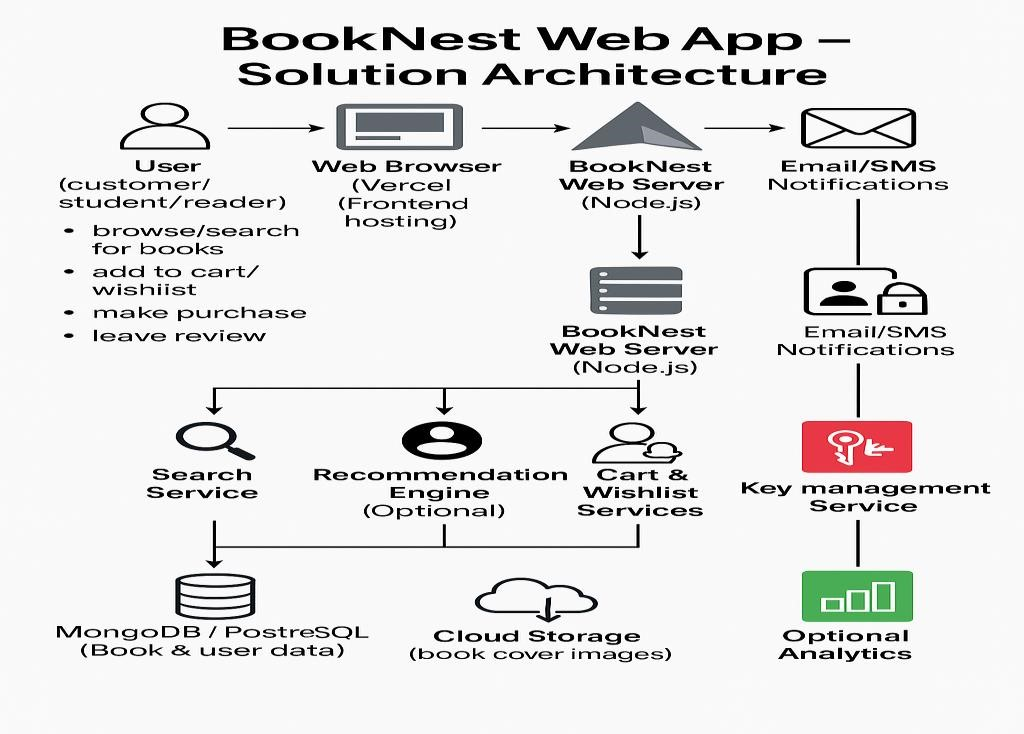 BookNest Web App –
Solution Architecture
User
(customer/
student/reader)
• browse/search
for books
• add to cart/
wishiist
• make purchase
• leave review
Web Browser
(Vercel
(Frontend
hosting)
BookNest
Web Server
(Node.js)
Email/SMS
Notifications
BookNest
Web Server
(Node.js)
Email/SMS
Notifications
Search
Service
Recommendation
Engine
(Optional)
Cart &
Wishlist
Services
Key management
Service
MongoDB / PostreSQL
(Book & user data)
Cloud Storage
(book cover images)
Optional
Analytics